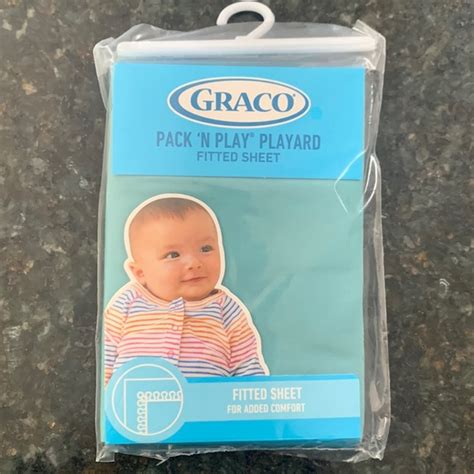 GRACO
PACK 'N PLAY® PLAYARD
FITTED SHEET
FITTED SHEET
FOR ADDED COMFORT